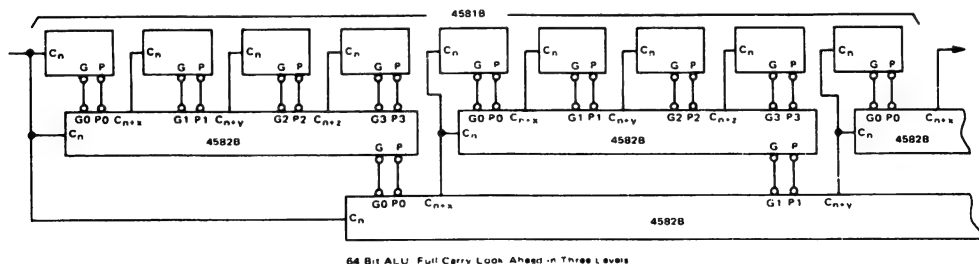 4581B
Cn Cn Cn Cn Cn Cn Cn Cn Cn
G P G P G P G P G P G P G P G P G P
G0 P0 Cn+x G1 P1 Cn+y G2 P2 Cn+z G3 P3 G0 P0 Cn+x G1 P1 Cn+y G2 P2 Cn+z G3 P3 G0 P0 Cn+x
Cn 4582B Cn 4582B Cn 4582B
G P G P
G0 P0 Cn+x G1 P1 Cn+y
Cn 4582B
64 Bit ALU Full Carry Look Ahead in Three Levels